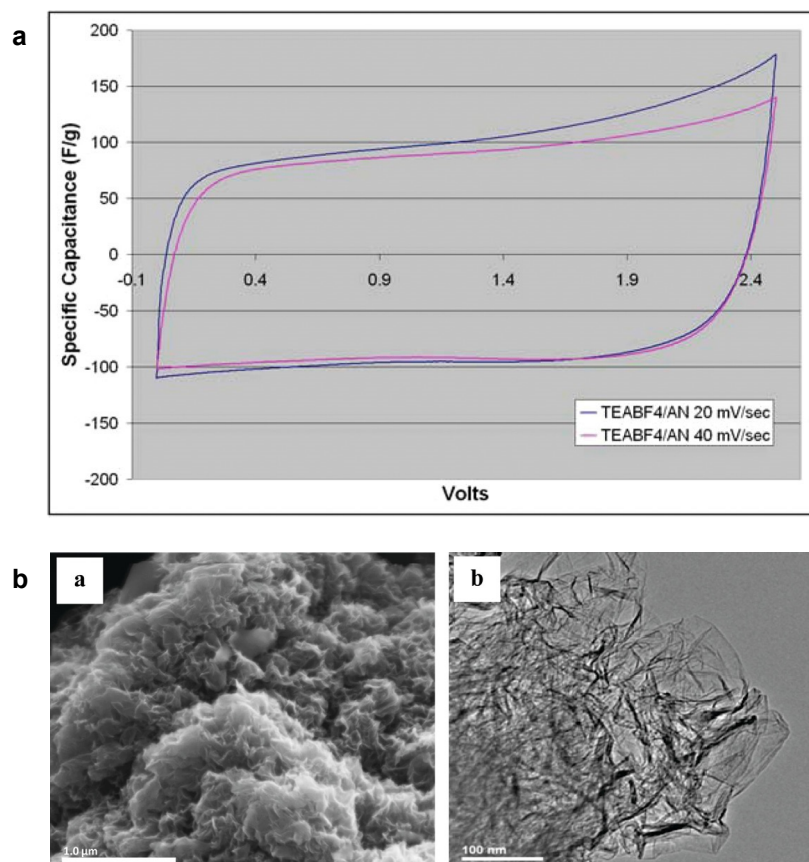 a
200
150
100
50
0
-50
-100
-150
-200
Specific Capacitance (F/g)
-0.1 0.4 0.9 1.4 1.9 2.4
TEABF4/AN 20 mV/sec
TEABF4/AN 40 mV/sec
Volts
b
a
1.0 μm
b
100 nm